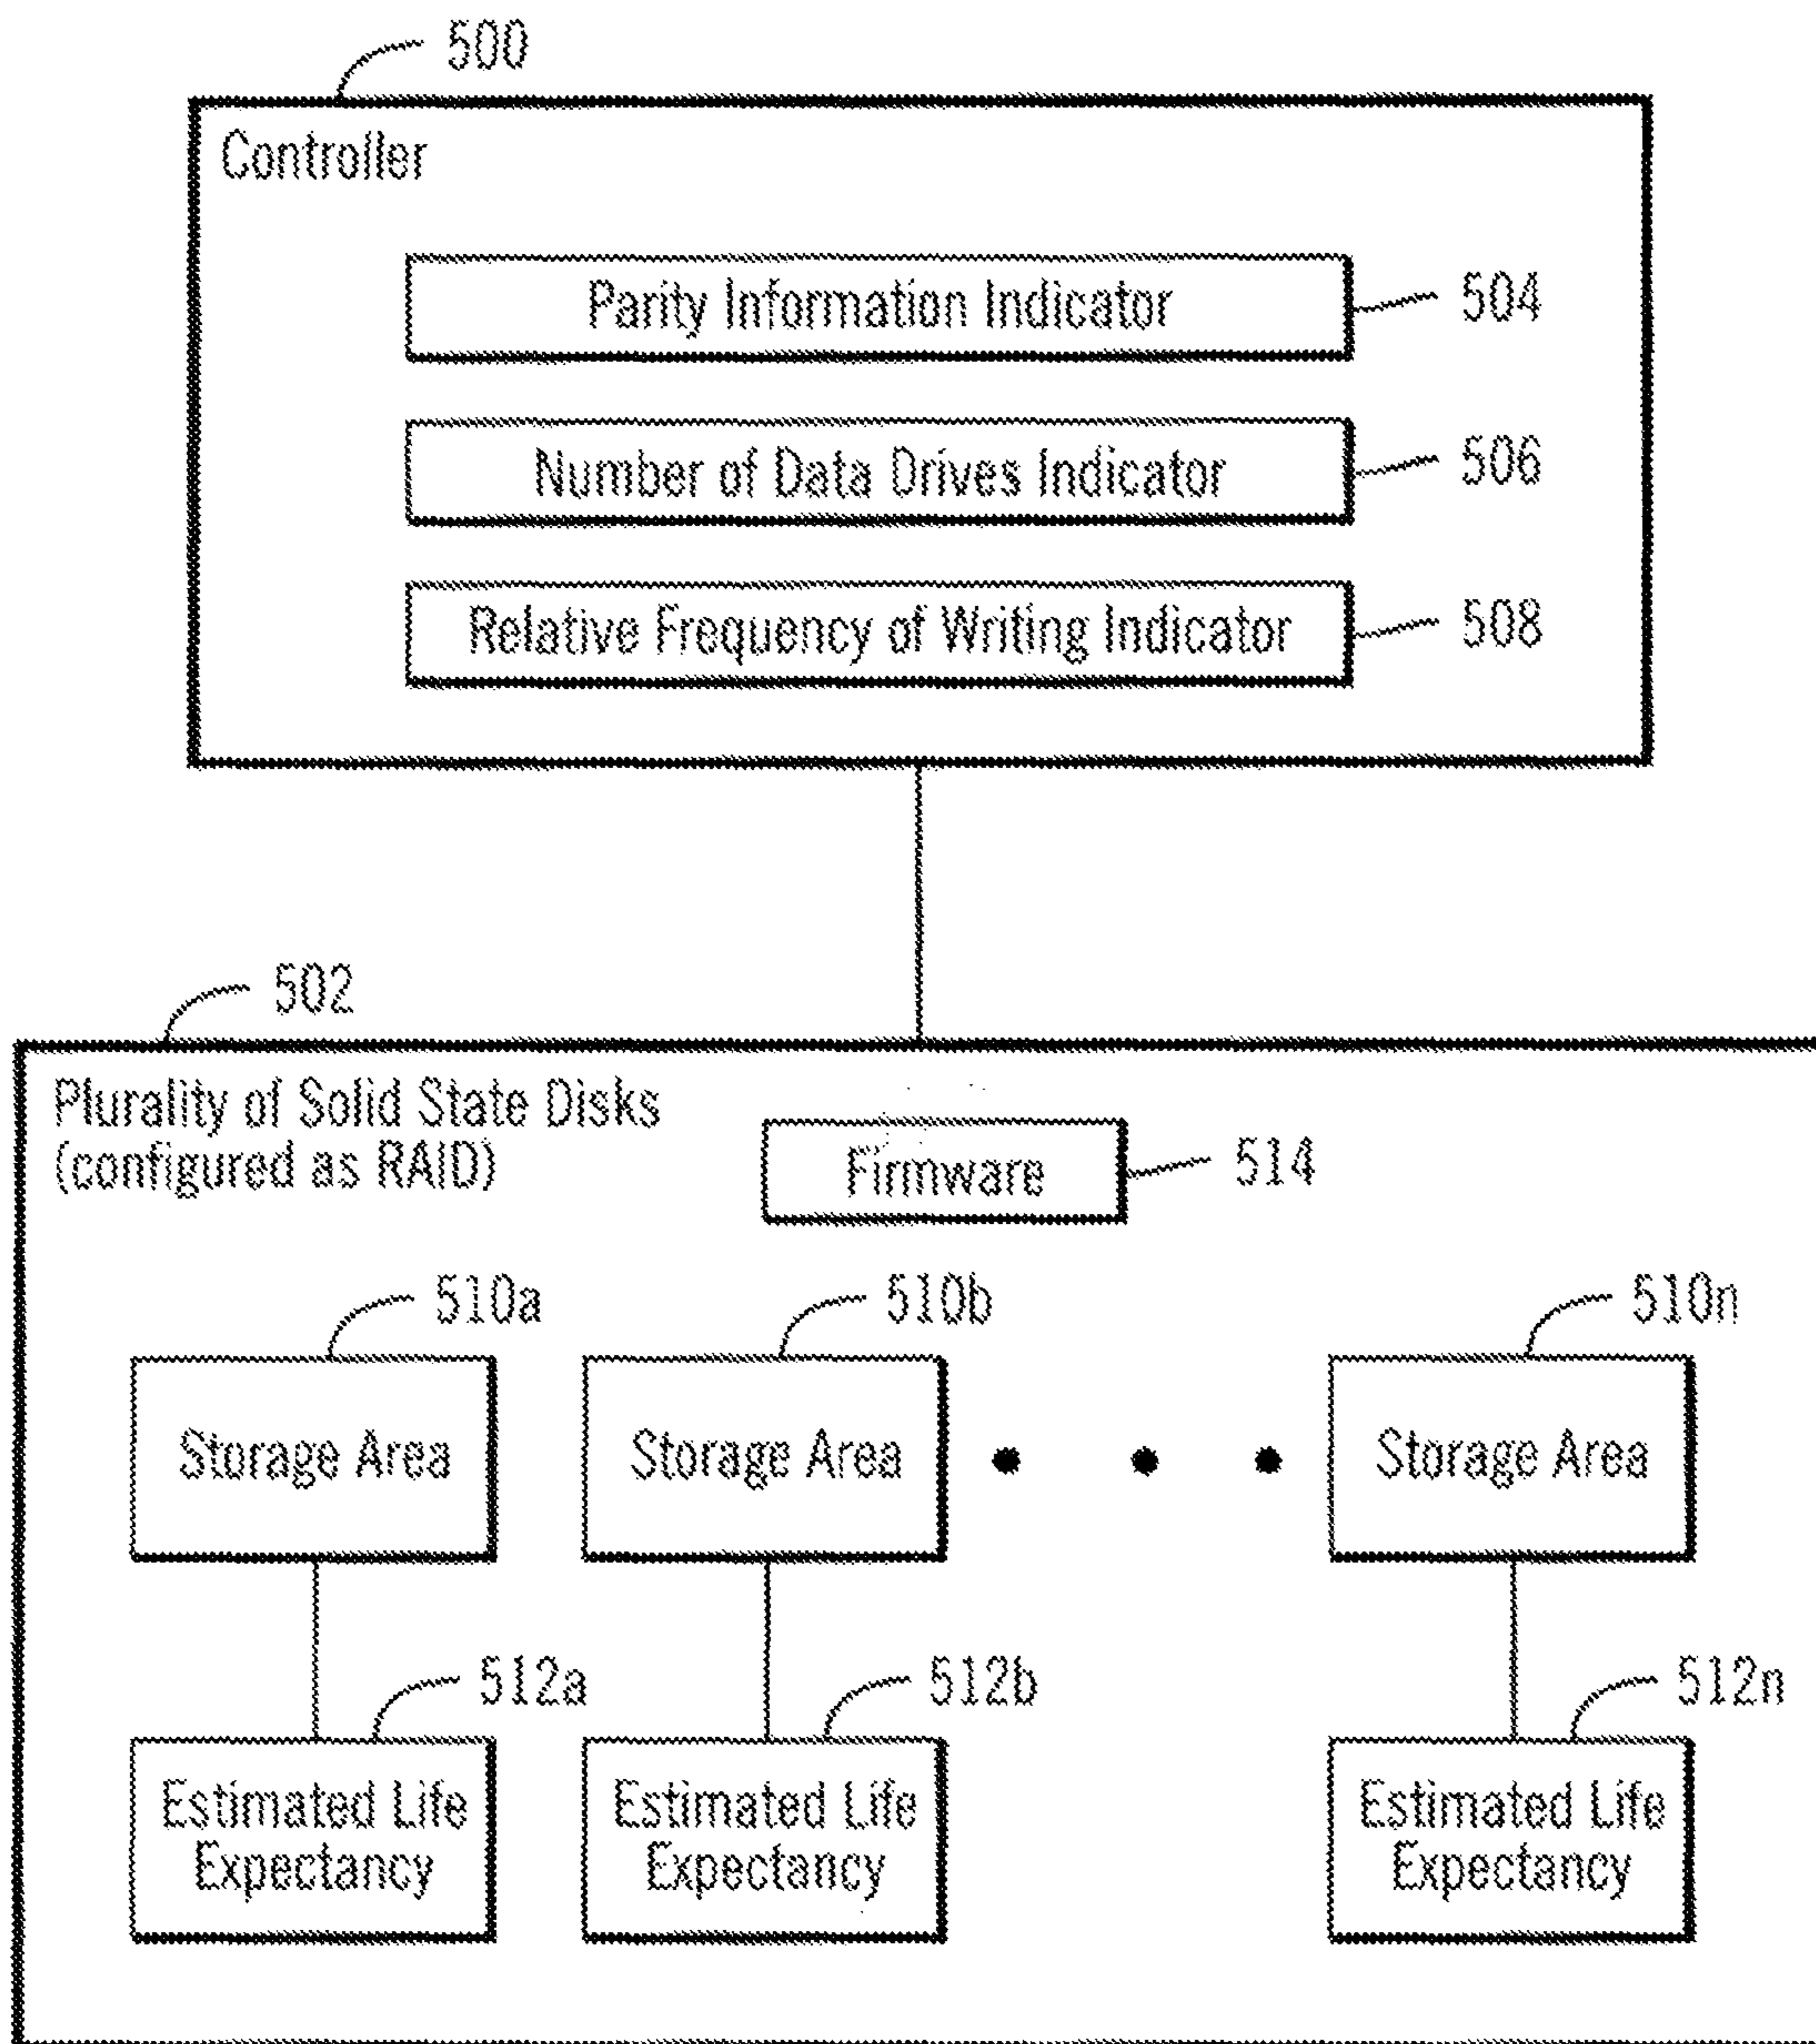 500
Controller
Parity Information Indicator
504
Number of Data Drives Indicator
506
Relative Frequency of Writing Indicator
508
502
Plurality of Solid State Disks
(configured as RAID)
Firmware
514
510a
510b
510n
Storage Area
Storage Area
Storage Area
512a
512b
512n
Estimated Life
Expectancy
Estimated Life
Expectancy
Estimated Life
Expectancy